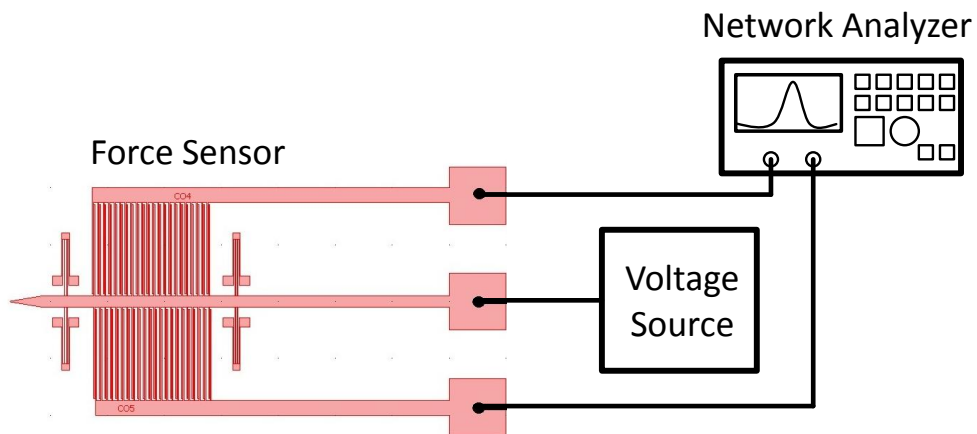 Network Analyzer
Force Sensor
CO4
Voltage
Source
CO5